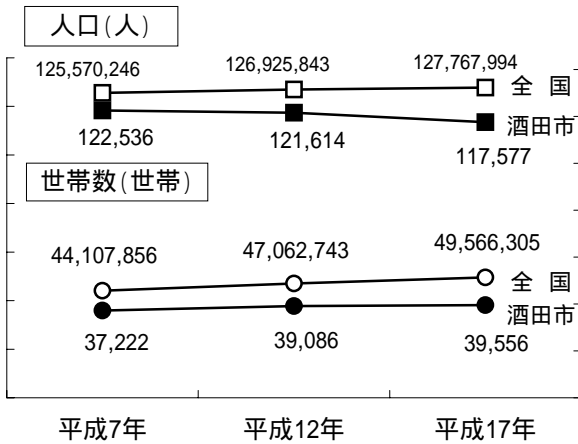 人口(人)
125,570,246 126,925,843 127,767,994
全 国
酒田市
122,536 121,614 117,577
世帯数(世帯)
44,107,856 47,062,743 49,566,305
全 国
酒田市
37,222 39,086 39,556
平成7年 平成12年 平成17年